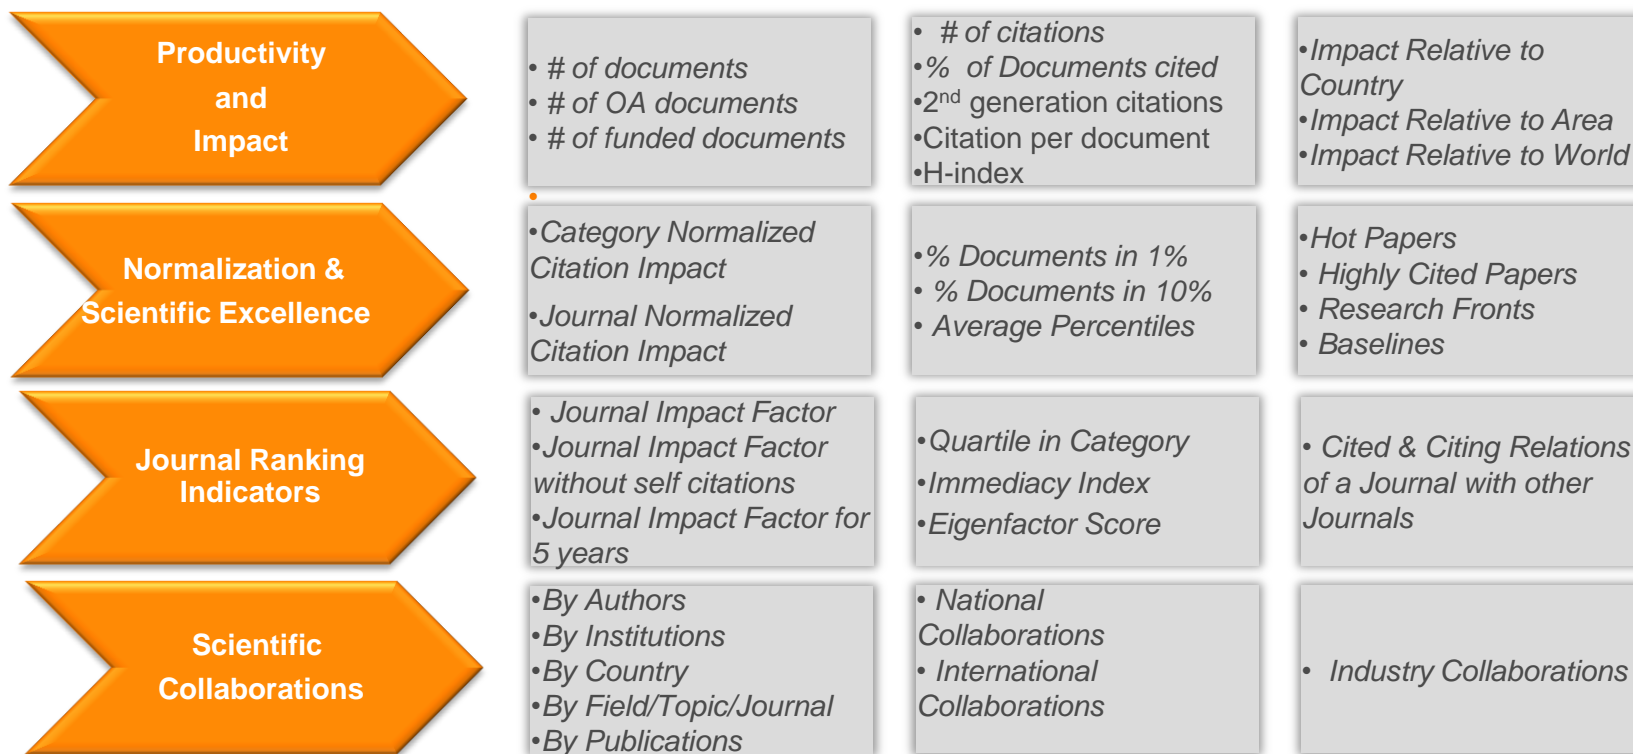 Productivity
and
Impact
• # of documents
• # of OA documents
• # of funded documents
• # of citations
•% of Documents cited
•2nd generation citations
•Citation per document
•H-index
•Impact Relative to
Country
•Impact Relative to Area
•Impact Relative to World
•
Normalization &
Scientific Excellence
•Category Normalized
Citation Impact
•Journal Normalized
Citation Impact
•% Documents in 1%
• % Documents in 10%
• Average Percentiles
•Hot Papers
• Highly Cited Papers
• Research Fronts
• Baselines
Journal Ranking
Indicators
• Journal Impact Factor
•Journal Impact Factor
without self citations
•Journal Impact Factor for
5 years
•Quartile in Category
•Immediacy Index
•Eigenfactor Score
• Cited & Citing Relations
of a Journal with other
Journals
Scientific
Collaborations
•By Authors
•By Institutions
•By Country
•By Field/Topic/Journal
•By Publications
• National
Collaborations
• International
Collaborations
• Industry Collaborations